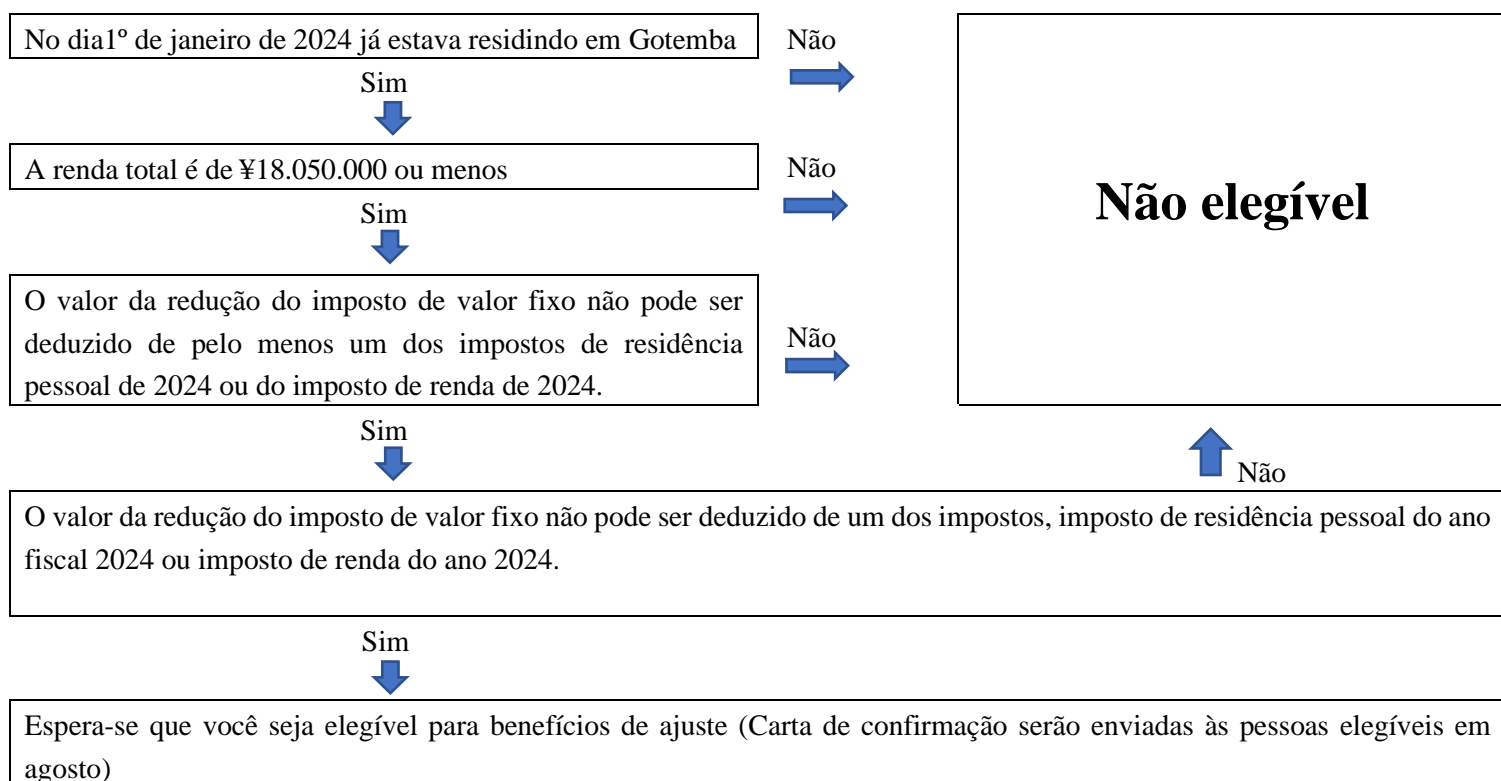 No dia1º de janeiro de 2024 já estava residindo em Gotemba
Não
Sim
A renda total é de ¥18.050.000 ou menos
Não
Não elegível
Sim
O valor da redução do imposto de valor fixo não pode ser
deduzido de pelo menos um dos impostos de residência
pessoal de 2024 ou do imposto de renda de 2024.
Não
Sim
Não
O valor da redução do imposto de valor fixo não pode ser deduzido de um dos impostos, imposto de residência pessoal do ano
fiscal 2024 ou imposto de renda do ano 2024.
Sim
Espera-se que você seja elegível para benefícios de ajuste (Carta de confirmação serão enviadas às pessoas elegíveis em
agosto)